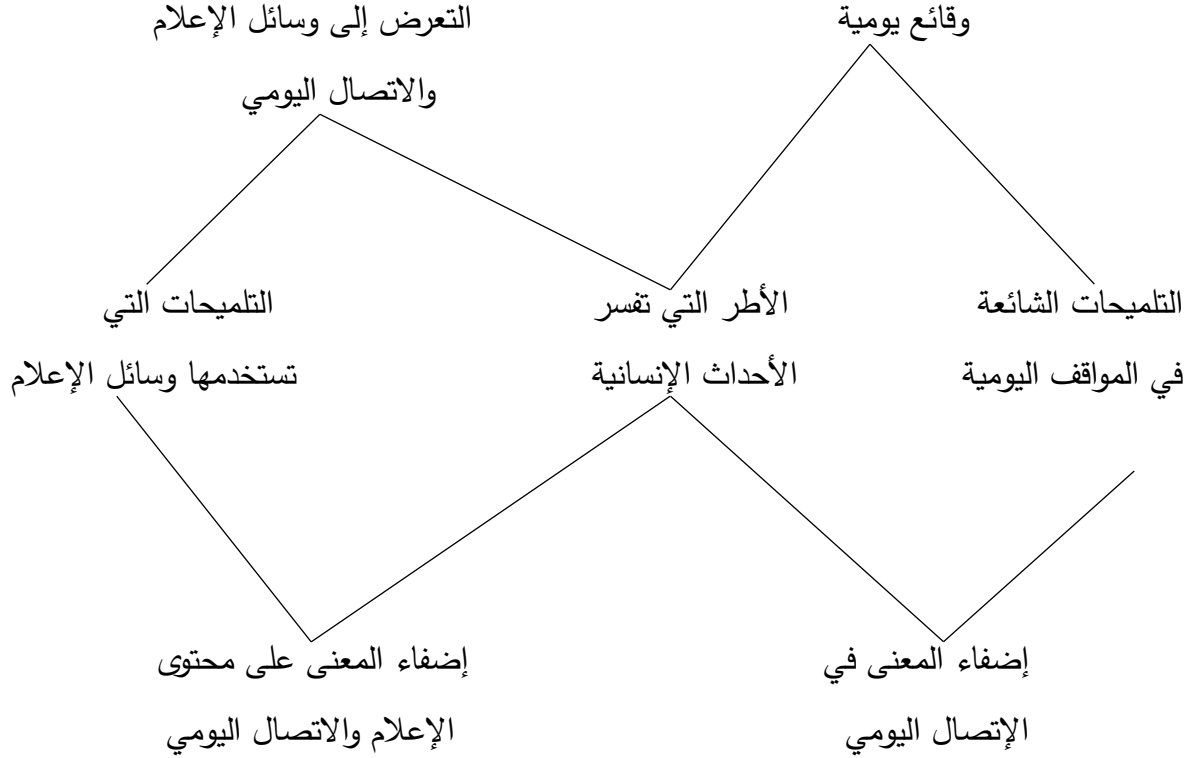 وقائع يومية
التعرض إلى وسائل الإعلام
والاتصال اليومي
التلميحات الشائعة
في المواقف اليومية
الأطر التي تفسر
الأحداث الإنسانية
التلميحات التي
تستخدمها وسائل الإعلام
إضفاء المعنى في
الإتصال اليومي
إضفاء المعنى على محتوى
الإعلام والاتصال اليومي